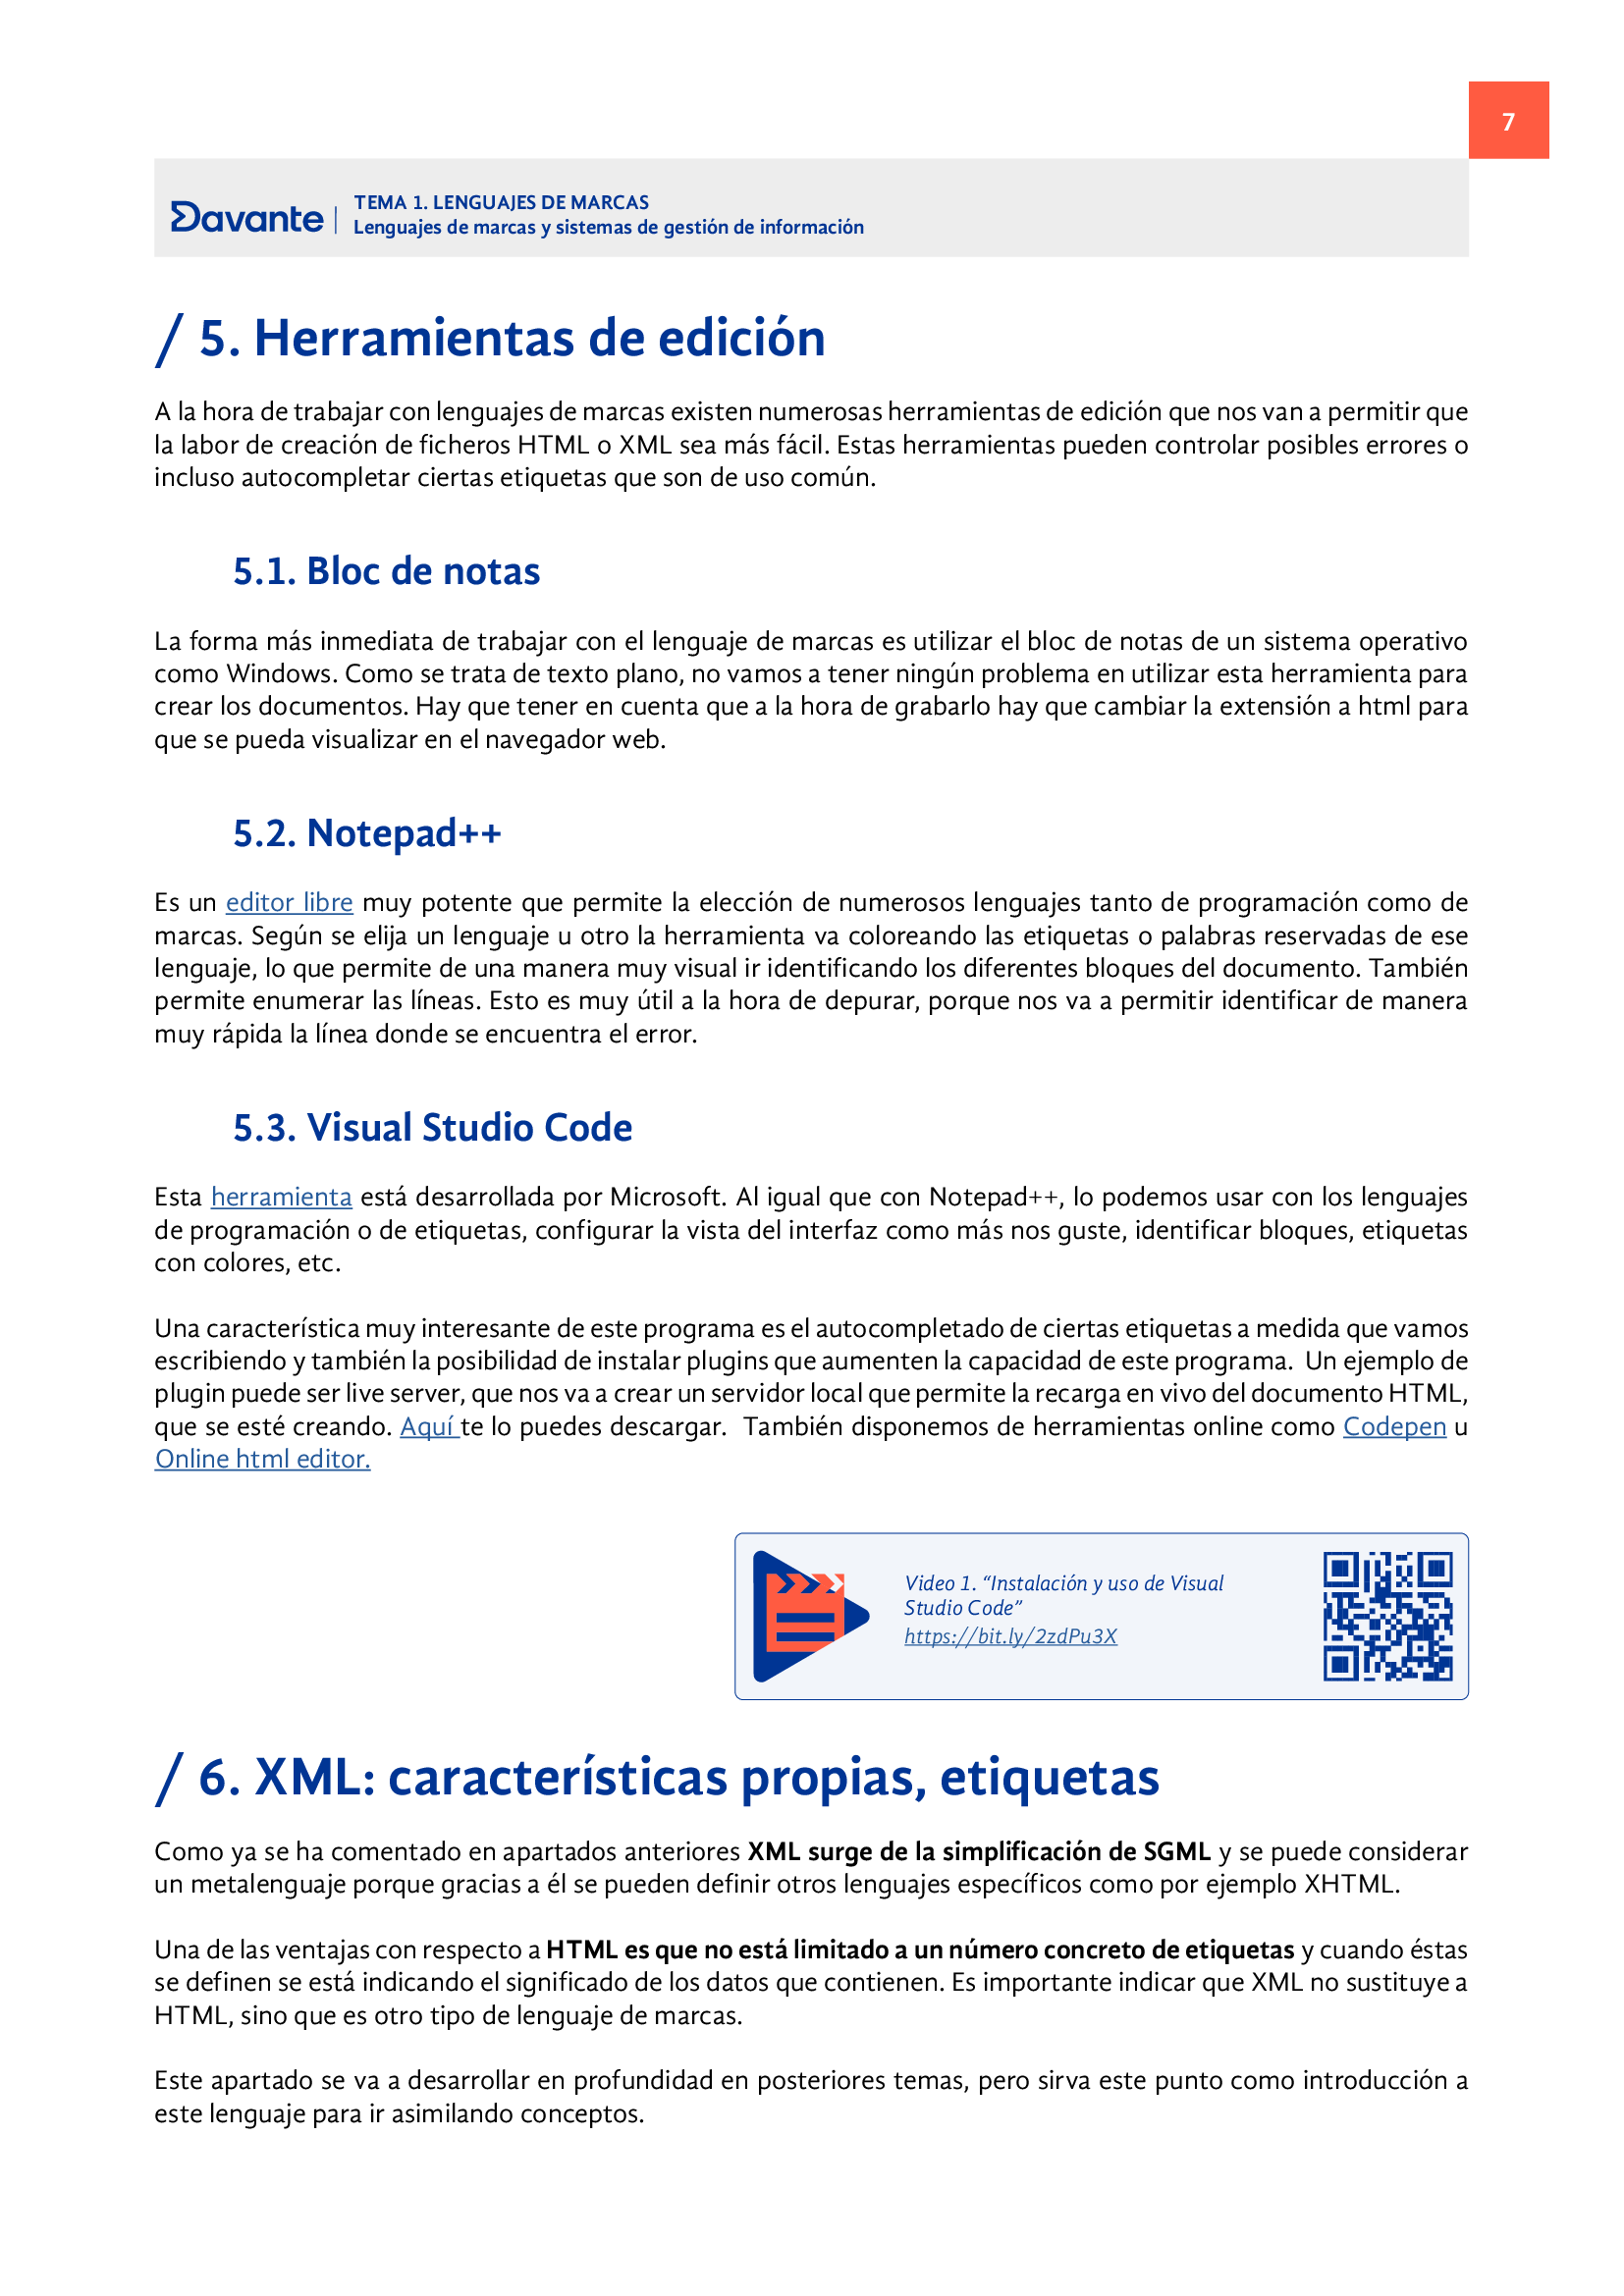 7
Davante
TEMA 1. LENGUAJES DE MARCAS
Lenguajes de marcas y sistemas de gestión de información
/ 5. Herramientas de edición
A la hora de trabajar con lenguajes de marcas existen numerosas herramientas de edición que nos van a permitir que
la labor de creación de ficheros HTML o XML sea más fácil. Estas herramientas pueden controlar posibles errores o
incluso autocompletar ciertas etiquetas que son de uso común.
5.1. Bloc de notas
La forma más inmediata de trabajar con el lenguaje de marcas es utilizar el bloc de notas de un sistema operativo
como Windows. Como se trata de texto plano, no vamos a tener ningún problema en utilizar esta herramienta para
crear los documentos. Hay que tener en cuenta que a la hora de grabarlo hay que cambiar la extensión a html para
que se pueda visualizar en el navegador web.
5.2. Notepad++
Es un editor libre muy potente que permite la elección de numerosos lenguajes tanto de programación como de
marcas. Según se elija un lenguaje u otro la herramienta va coloreando las etiquetas o palabras reservadas de ese
lenguaje, lo que permite de una manera muy visual ir identificando los diferentes bloques del documento. También
permite enumerar las líneas. Esto es muy útil a la hora de depurar, porque nos va a permitir identificar de manera
muy rápida la línea donde se encuentra el error.
5.3. Visual Studio Code
Esta herramienta está desarrollada por Microsoft. Al igual que con Notepad++, lo podemos usar con los lenguajes
de programación o de etiquetas, configurar la vista del interfaz como más nos guste, identificar bloques, etiquetas
con colores, etc.
Una característica muy interesante de este programa es el autocompletado de ciertas etiquetas a medida que vamos
escribiendo y también la posibilidad de instalar plugins que aumenten la capacidad de este programa. Un ejemplo de
plugin puede ser live server, que nos va a crear un servidor local que permite la recarga en vivo del documento HTML,
que se esté creando. Aquí te lo puedes descargar. También disponemos de herramientas online como Codepen u
Online html editor.
Video 1. “Instalación y uso de Visual
Studio Code”
https://bit.ly/2zdPu3X
/ 6. XML: características propias, etiquetas
Como ya se ha comentado en apartados anteriores XML surge de la simplificación de SGML y se puede considerar
un metalenguaje porque gracias a él se pueden definir otros lenguajes específicos como por ejemplo XHTML.
Una de las ventajas con respecto a HTML es que no está limitado a un número concreto de etiquetas y cuando éstas
se definen se está indicando el significado de los datos que contienen. Es importante indicar que XML no sustituye a
HTML, sino que es otro tipo de lenguaje de marcas.
Este apartado se va a desarrollar en profundidad en posteriores temas, pero sirva este punto como introducción a
este lenguaje para ir asimilando conceptos.